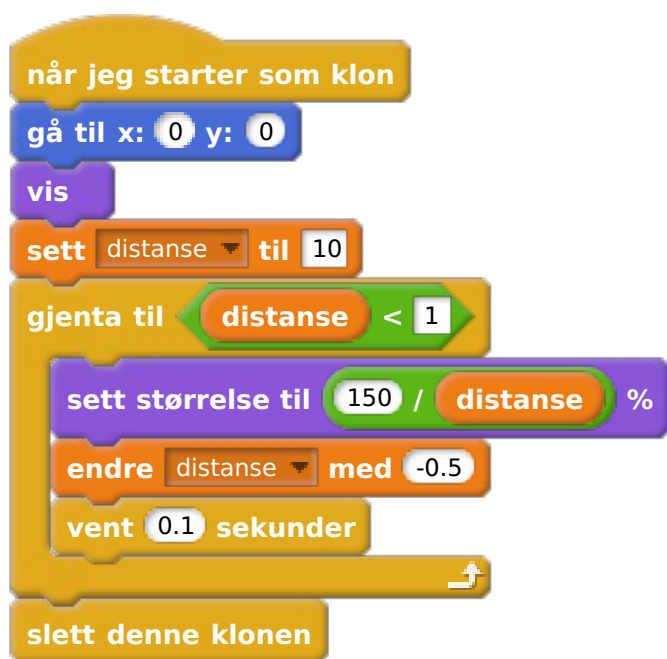 når jeg starter som klon
gå til x: 0 y: 0
vis
sett distanse til 10
gjenta til distanse < 1
sett størrelse til 150 / distanse %
endre distanse med -0.5
vent 0.1 sekunder
slett denne klonen